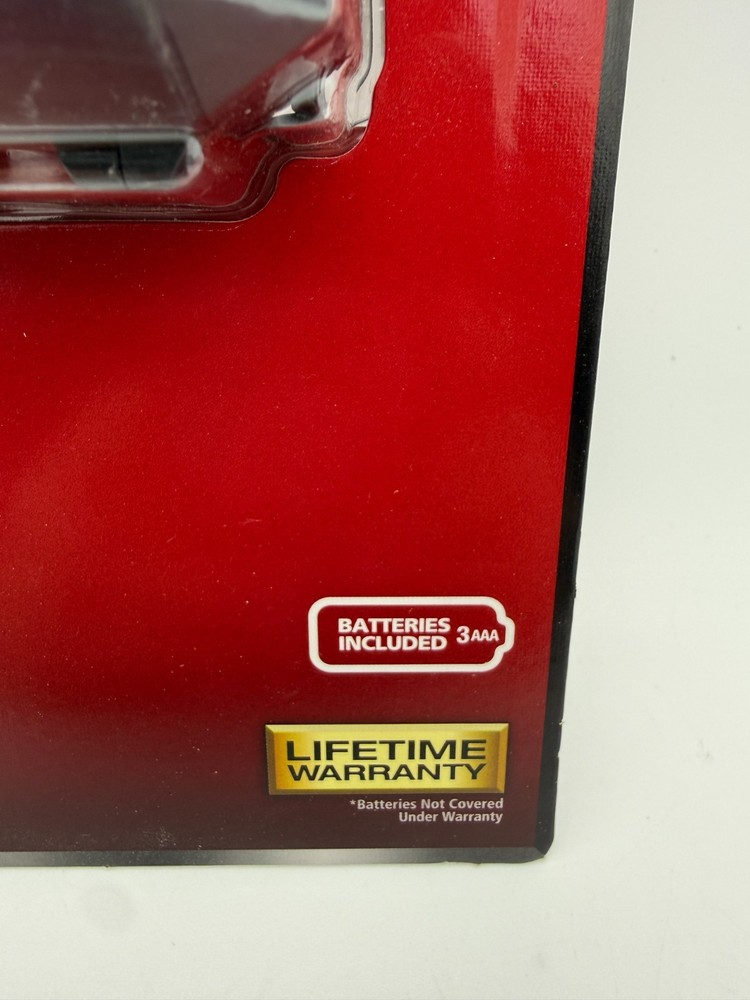 BATTERIES
INCLUDED 3AAA
LIFETIME
WARRANTY
*Batteries Not Covered
Under Warranty